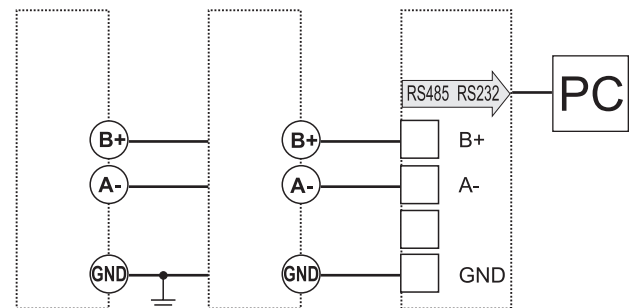 RS485 RS232
PC
B+ B+ B+
A- A- A-
GND GND GND